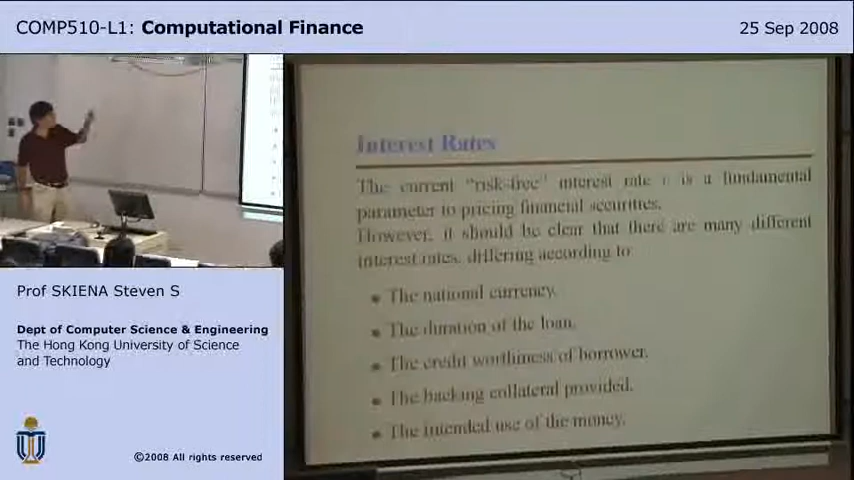 COMP510-L1: Computational Finance
25 Sep 2008
Interest Rates
The current "risk-free" interest rate r is a fundamental
parameter to pricing financial securities.
However, it should be clear that there are many different
interest rates, differing according to
• The national currency.
• The duration of the loan.
• The credit worthiness of borrower.
• The backing collateral provided.
• The intended use of the money.
Prof SKIENA Steven S
Dept of Computer Science & Engineering
The Hong Kong University of Science
and Technology
©2008 All rights reserved